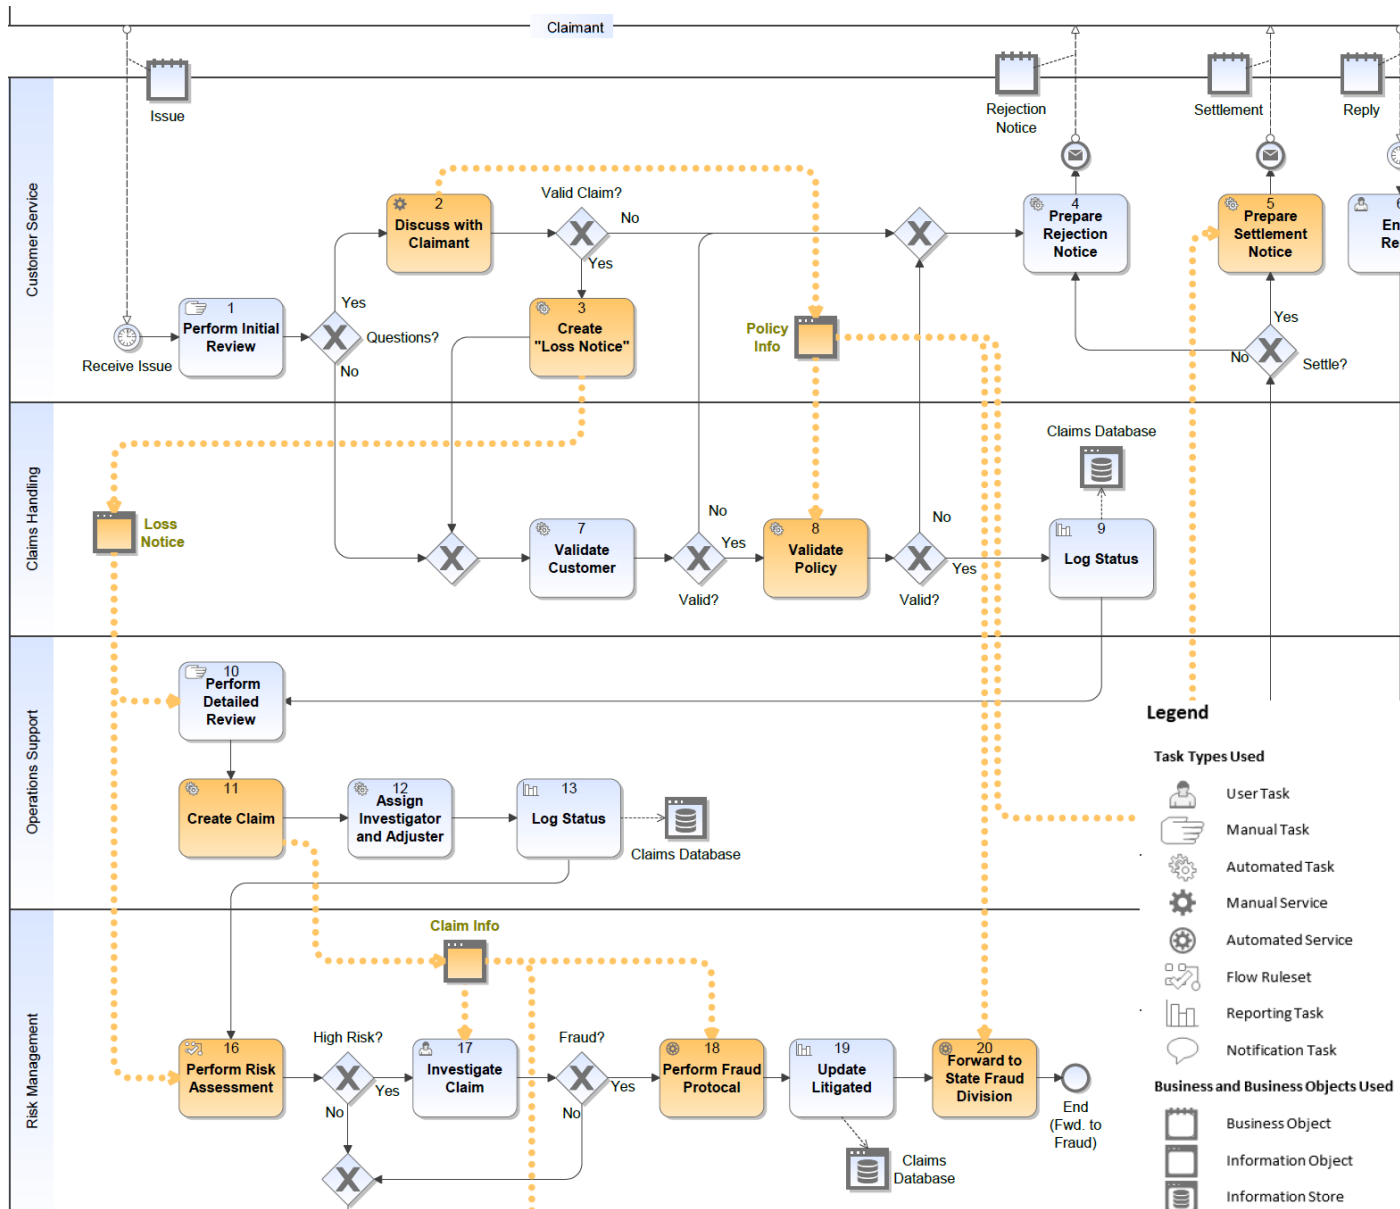 Claimant
Issue
Rejection
Notice
Settlement
Reply
Customer Service
2
Discuss with
Claimant
Valid Claim?
No
Yes
4
Prepare
Rejection
Notice
5
Prepare
Settlement
Notice
6
En
Re
Receive Issue
1
Perform Initial
Review
Yes
Questions?
No
3
Create
"Loss Notice"
Policy
Info
Yes
No
Settle?
Claims Handling
Loss
Notice
7
Validate
Customer
No
Yes
Valid?
8
Validate
Policy
No
Yes
Valid?
Claims Database
9
Log Status
Operations Support
10
Perform
Detailed
Review
11
Create Claim
12
Assign
Investigator
and Adjuster
13
Log Status
Claims Database
Risk Management
Claim Info
16
Perform Risk
Assessment
High Risk?
Yes
No
17
Investigate
Claim
Fraud?
Yes
No
18
Perform Fraud
Protocal
19
Update
Litigated
20
Forward to
State Fraud
Division
End
(Fwd. to
Fraud)
Claims
Database
Legend
Task Types Used
User Task
Manual Task
Automated Task
Manual Service
Automated Service
Flow Ruleset
Reporting Task
Notification Task
Business and Business Objects Used
Business Object
Information Object
Information Store